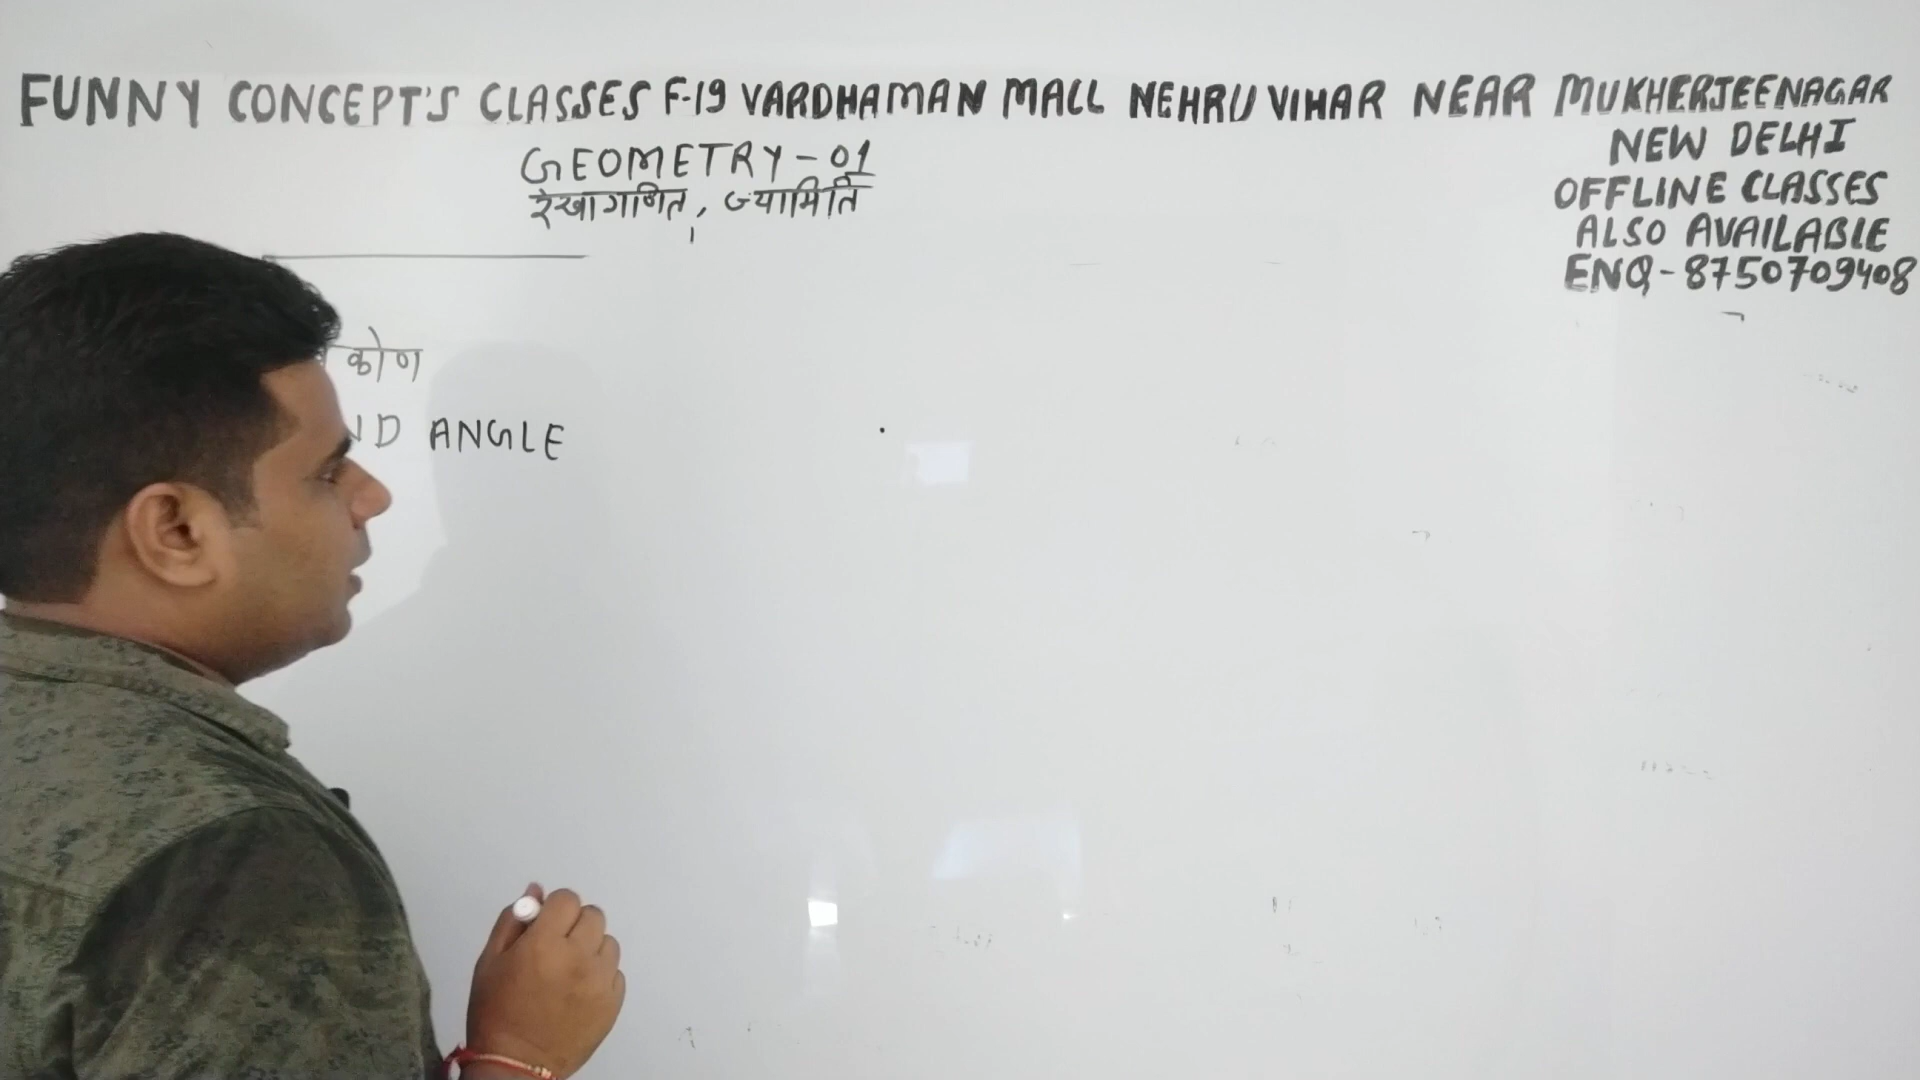 FUNNY CONCEPT'S CLASSES F-19 VARDHAMAN MALL NEHRU VIHAR NEAR MUKHERJEENAGAR
NEW DELHI
OFFLINE CLASSES
ALSO AVAILABLE
ENQ-8750709408
GEOMETRY-01
रेखागणित, ज्यामिति
कोण
ND ANGLE